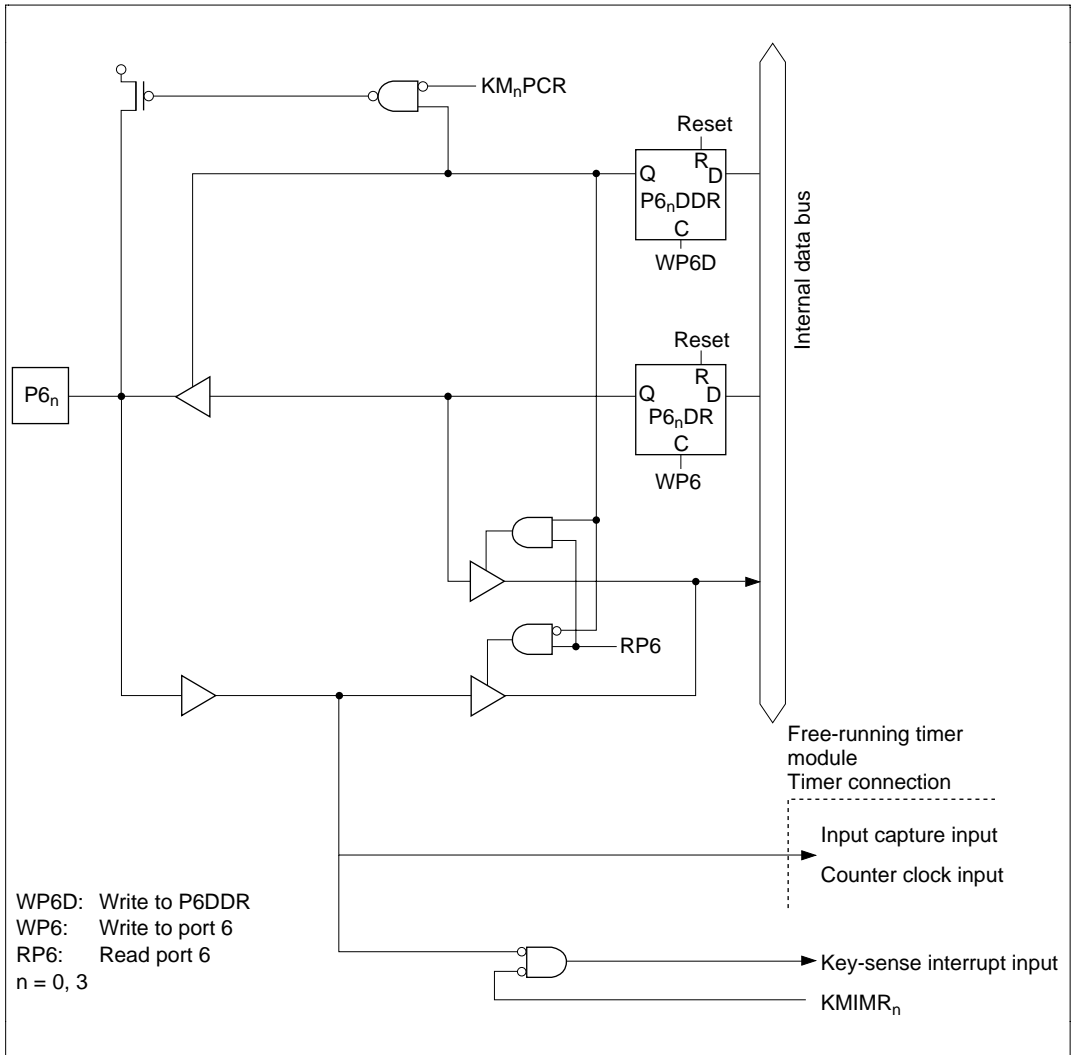 KMnPCR
Reset
R
Q
D
P6nDDR
C
WP6D
Internal data bus
Reset
R
P6n
Q
D
P6nDR
C
WP6
RP6
Free-running timer
module
Timer connection
Input capture input
Counter clock input
WP6D: Write to P6DDR
WP6: Write to port 6
RP6: Read port 6
n = 0, 3
Key-sense interrupt input
KMIMRn